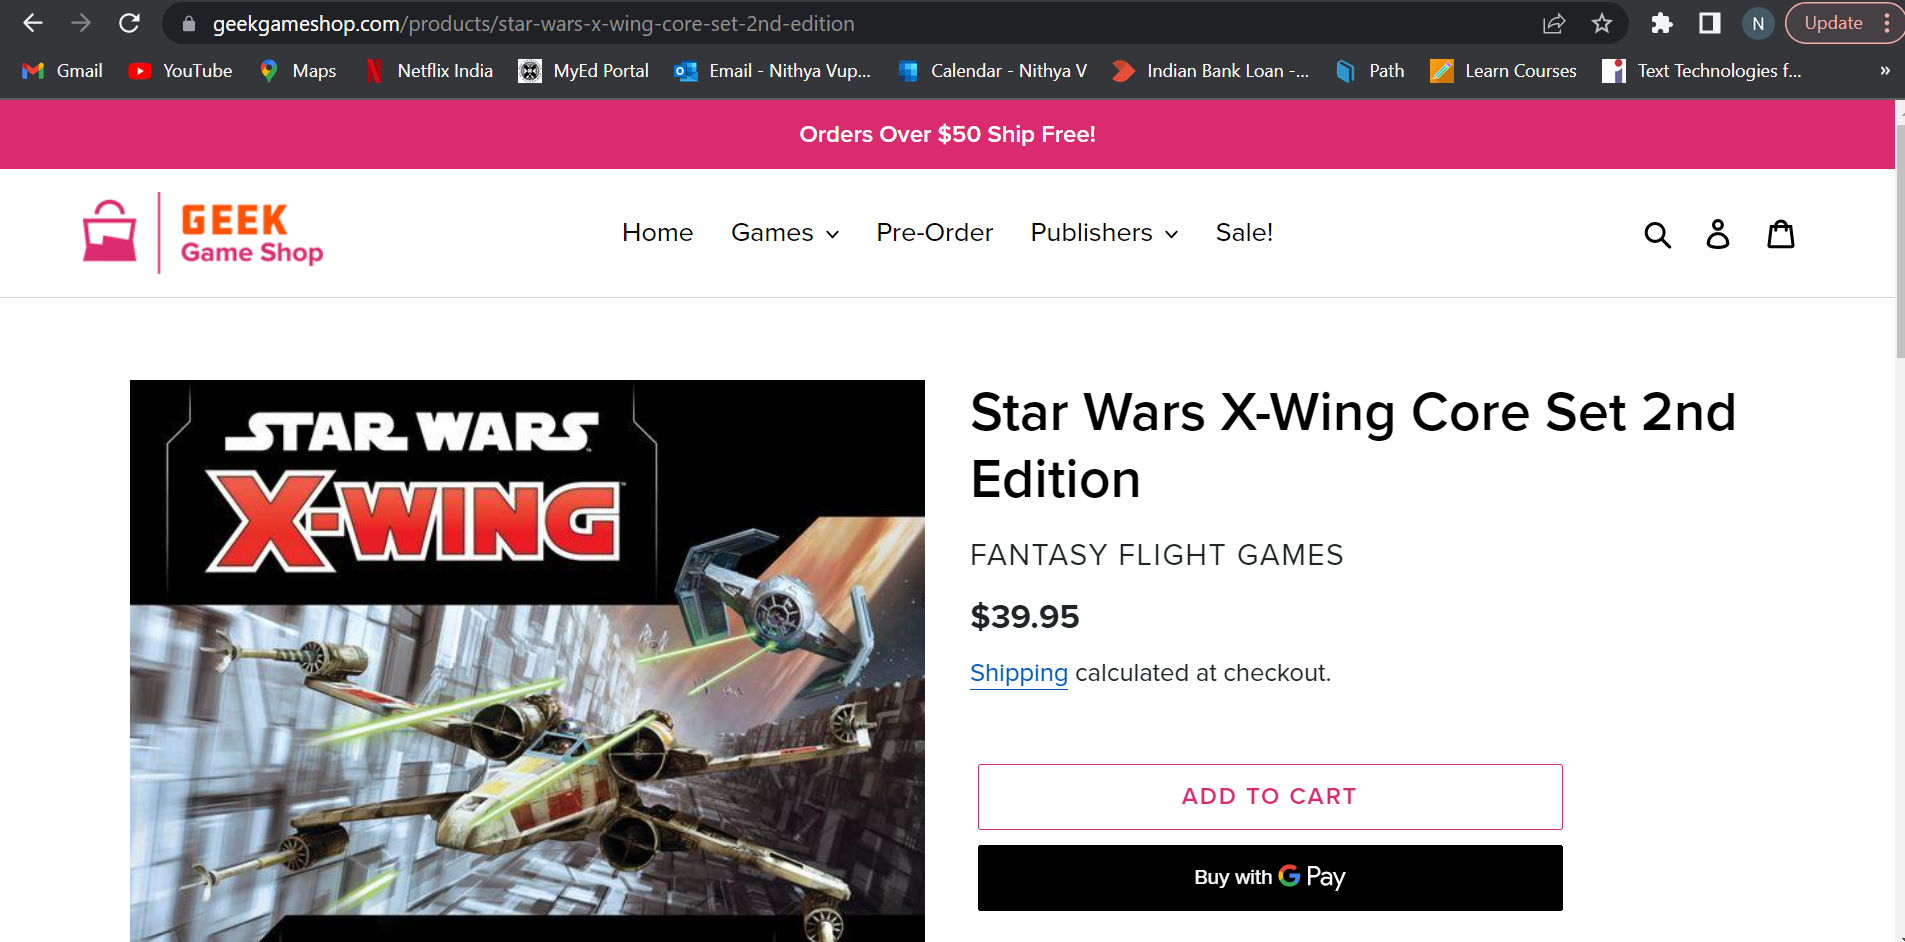 geekgameshop.com/products/star-wars-x-wing-core-set-2nd-edition
N
Update
Gmail
YouTube
Maps
Netflix India
MyEd Portal
Email - Nithya Vup...
Calendar - Nithya V
Indian Bank Loan -...
Path
Learn Courses
Text Technologies f...
»
Orders Over $50 Ship Free!
GEEK
Game Shop
Home
Games
Pre-Order
Publishers
Sale!
STAR WARS
X-WING
Star Wars X-Wing Core Set 2nd
Edition
FANTASY FLIGHT GAMES
$39.95
Shipping calculated at checkout.
ADD TO CART
Buy with G Pay